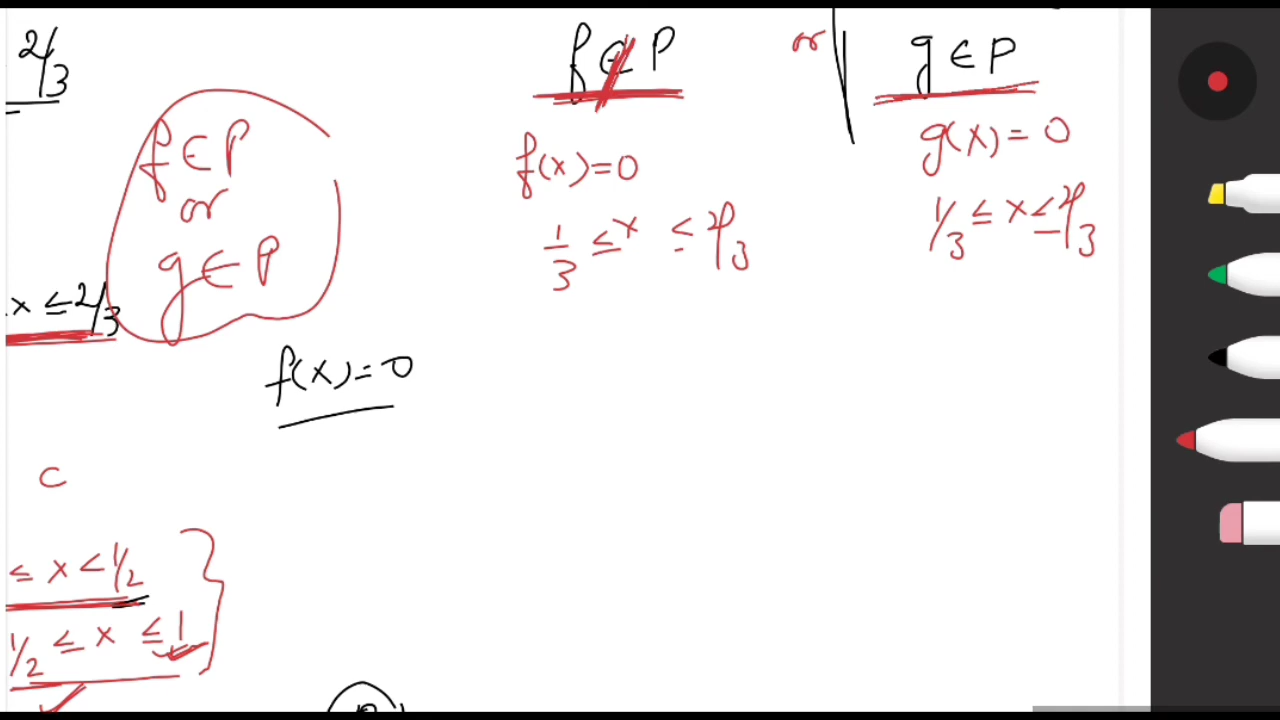 2/3
f ∉ P or g ∈ P
f ∈ P
or
g ∈ P
f(x)=0
1/3 ≤ x ≤ 2/3
g(x) = 0
1/3 ≤ x ≤ 2/3
x ≤ 2/3
f(x)=0
C
≤ x < 1/2
1/2 ≤ x ≤ 1